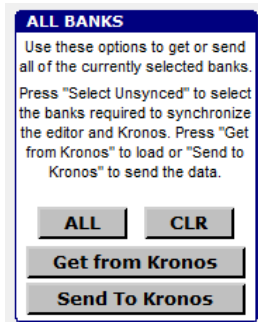 ALL BANKS
Use these options to get or send
all of the currently selected banks.
Press "Select Unsynced" to select
the banks required to synchronize
the editor and Kronos. Press "Get
from Kronos" to load or "Send to
Kronos" to send the data.
ALL CLR
Get from Kronos
Send To Kronos